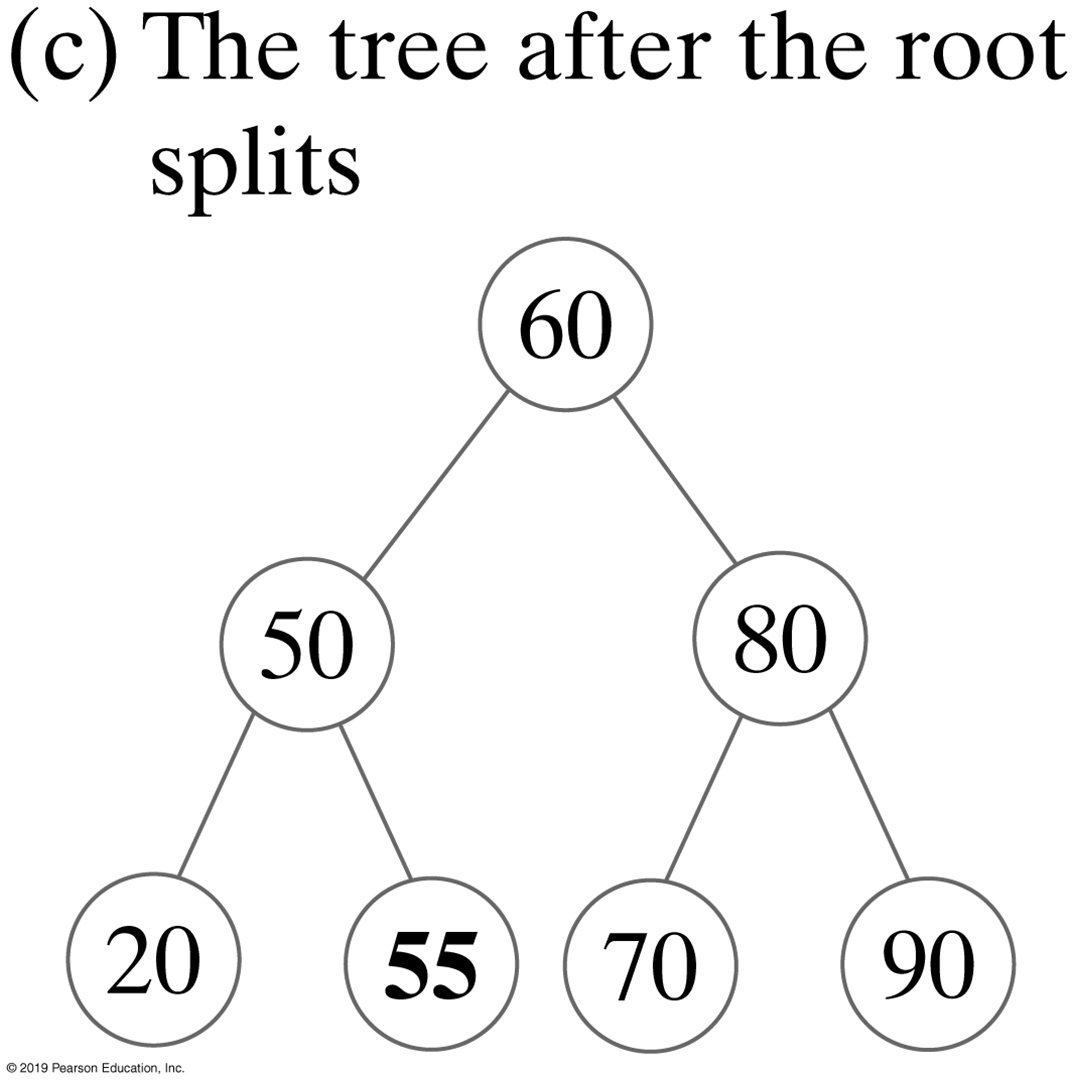 (c) The tree after the root
splits
60
50 80
20 55 70 90
© 2019 Pearson Education, Inc.